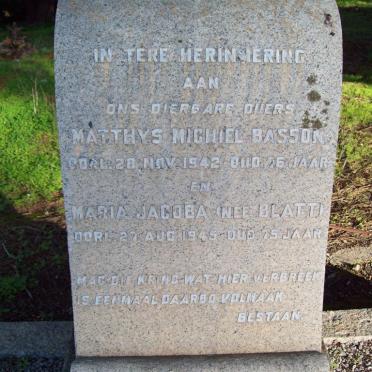 IN TERE HERINNERING
AAN
ONS DIERBARE OUERS
MATTHYS MICHIEL BASSON
OORL. 20. NOV. 1942 OUD 76 JAAR
EN
MARIA JACOBA (NEE BLATT)
OORL 27 AUG 1945 OUD 75 JAAR
MAG DIE KRING WAT HIER VERBREEK
IS EENMAAL DAARBO VOLMAAK
BESTAAN.